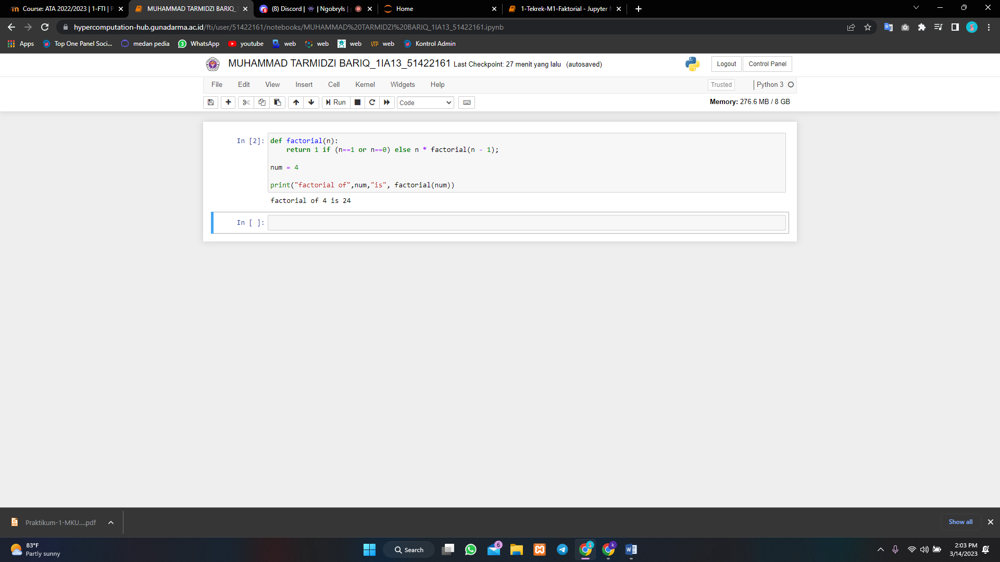 Course: ATA 2022/2023 | 1-FTI | P
MUHAMMAD TARMIDZI BARIQ_
(8) Discord | | Ngobryls |
Home
1-Tekrek-M1-Faktorial - Jupyter
hypercomputation-hub.gunadarma.ac.id/fti/user/51422161/notebooks/MUHAMMAD%20TARMIDZI%20BARIQ_1IA13_51422161.ipynb
Apps
Top One Panel Soci...
medan pedia
3 WhatsApp
youtube
web
web
web
UTP web
Kontrol Admin
MUHAMMAD TARMIDZI BARIQ_1IA13_51422161 Last Checkpoint: 27 menit yang lalu (autosaved)
Logout
Control Panel
File Edit View Insert Cell Kernel Widgets Help
Trusted
Python 3
Run
Code
Memory: 276.6 MB / 8 GB
In [2]: def factorial(n):
return 1 if (n==1 or n==0) else n * factorial(n - 1);
num = 4
print("factorial of",num,"is", factorial(num))
factorial of 4 is 24
In [ ]:
Praktikum-1-MKU....pdf
Show all
83°F
Partly sunny
Search
6
k
2:03 PM
3/14/2023